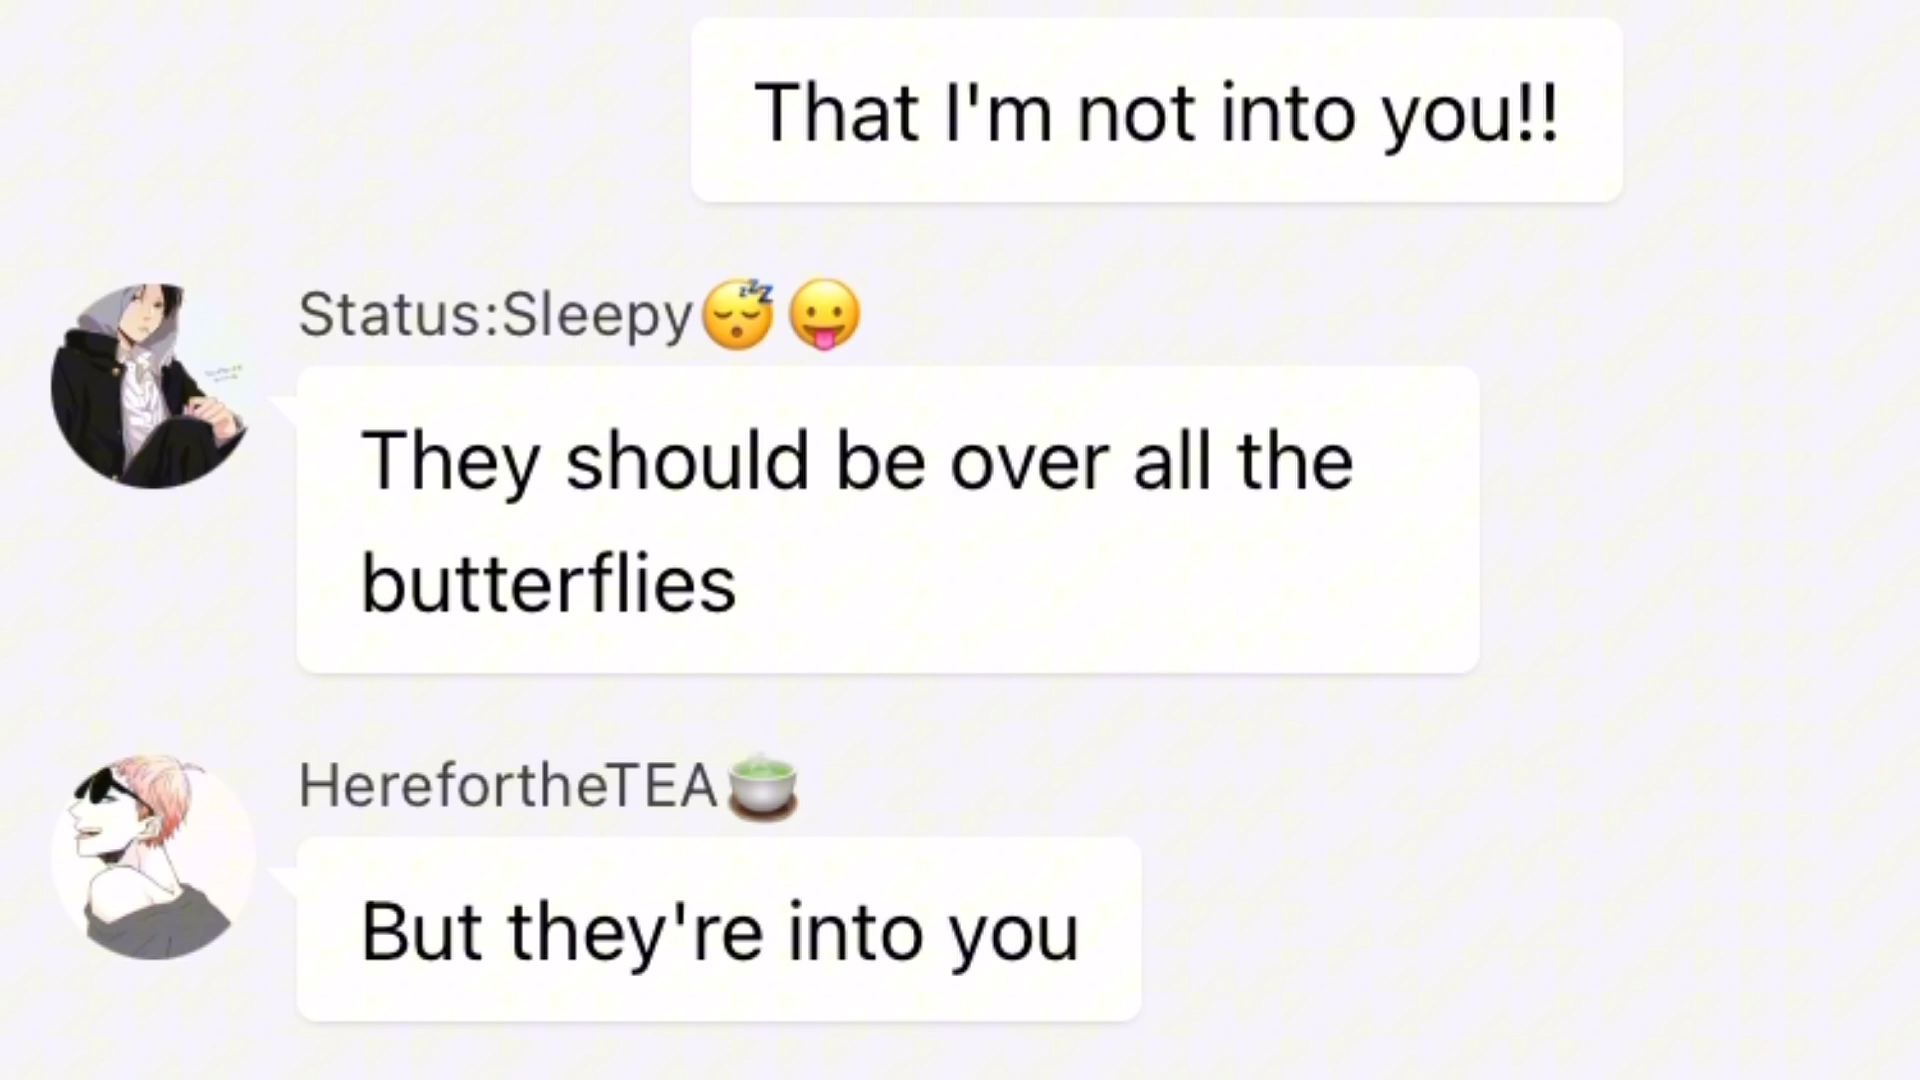 That I'm not into you!!
Status:Sleepy😴😛
They should be over all the
butterflies
HerefortheTEA🍵
But they're into you